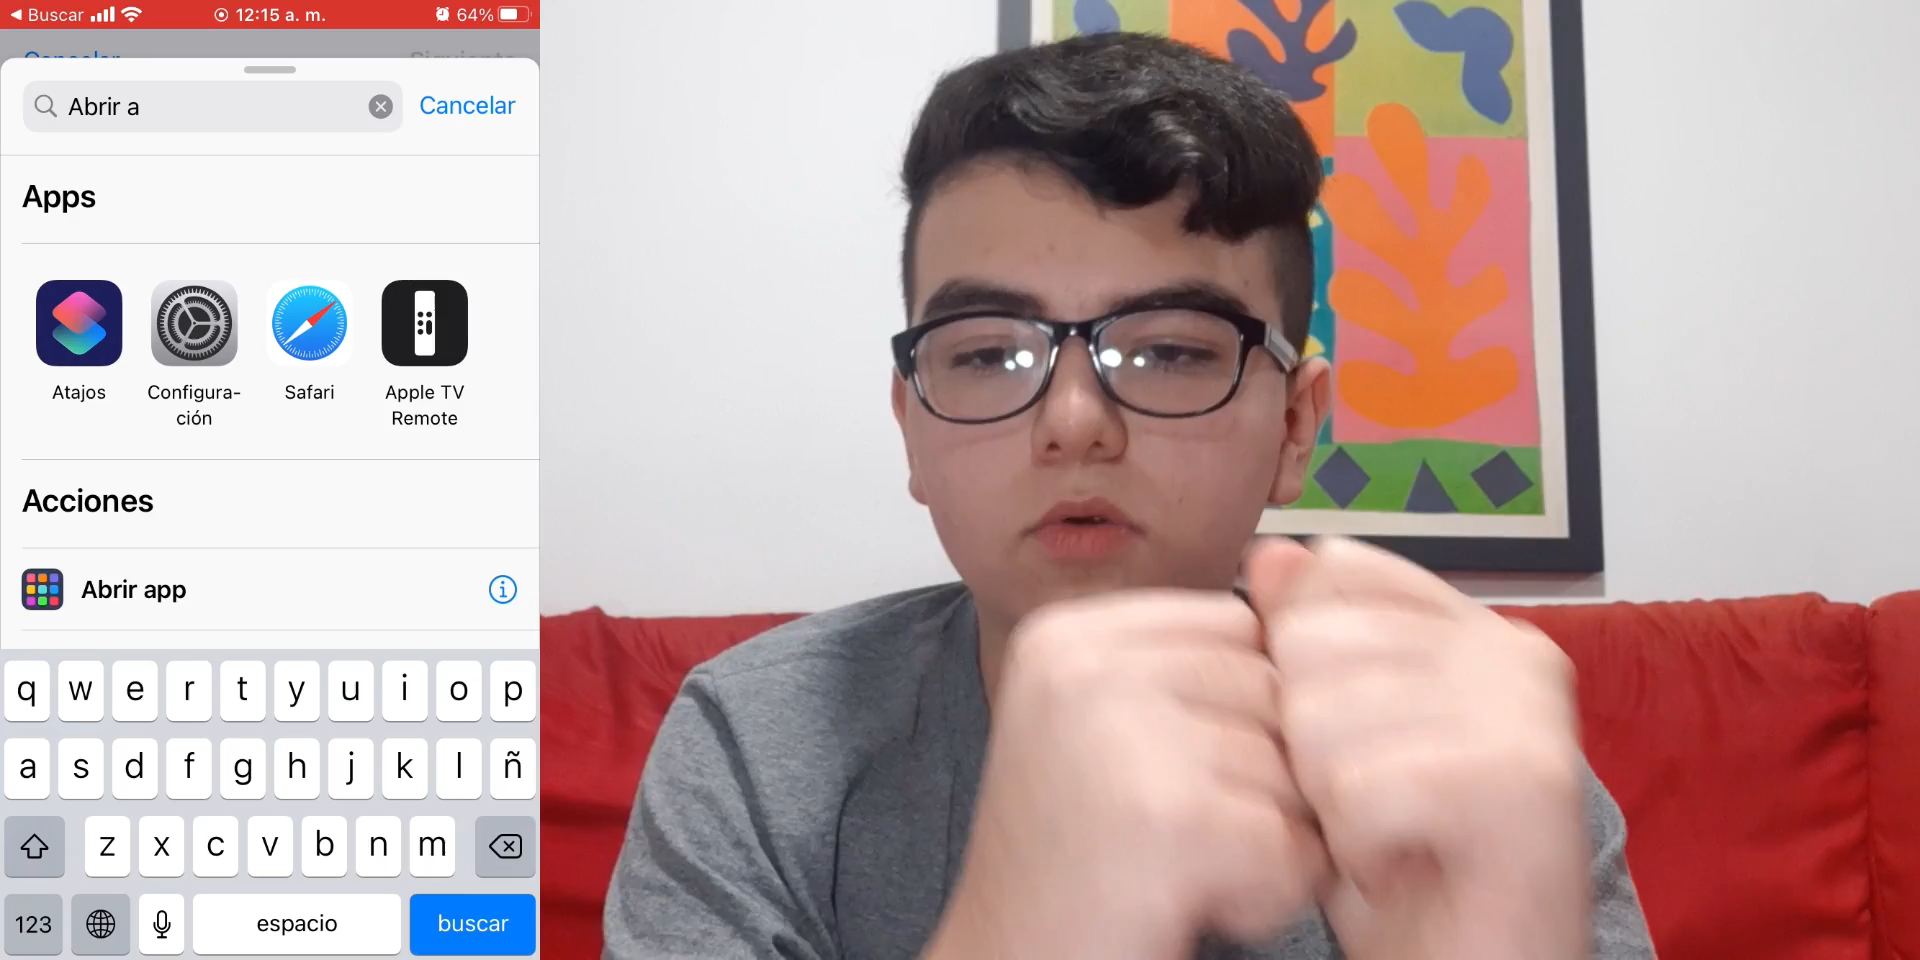 Buscar 12:15 a. m. 64%
Abrir a Cancelar
Apps
Atajos Configura-
ción Safari Apple TV
Remote
Acciones
Abrir app
q w e r t y u i o p
a s d f g h j k l ñ
z x c v b n m
123 espacio buscar